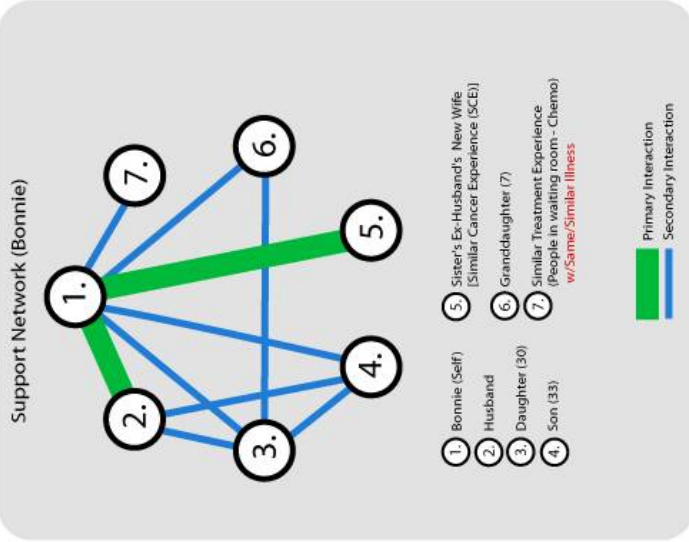 Support Network (Bonnie)
1.
2.
3.
4.
5.
6.
7.
1. Bonnie (Self)
2. Husband
3. Daughter (30)
4. Son (33)
5. Sister's Ex-Husband's New Wife
[Similar Cancer Experience (SCE)]
6. Granddaughter (7)
7. Similar Treatment Experience
(People in waiting room - Chemo)
w/Same/Similar Illness
Primary Interaction
Secondary Interaction